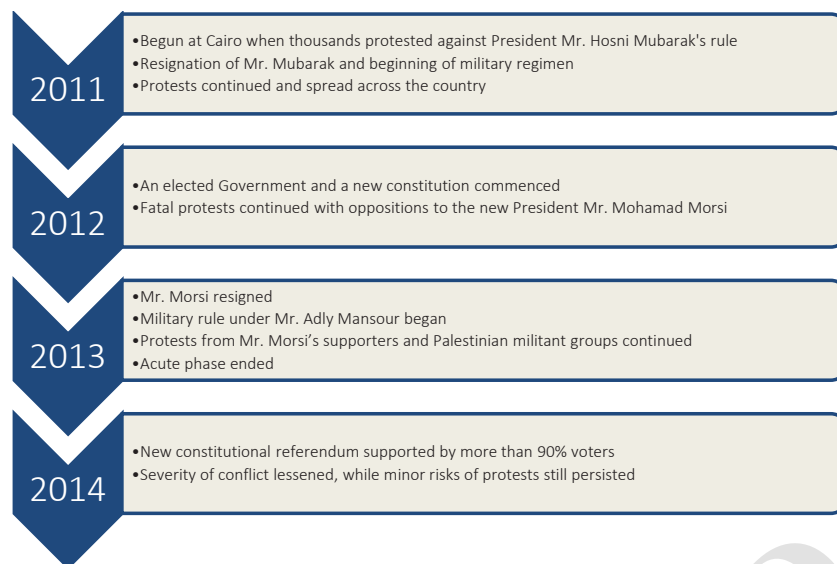 2011
•Begun at Cairo when thousands protested against President Mr. Hosni Mubarak's rule
•Resignation of Mr. Mubarak and beginning of military regimen
•Protests continued and spread across the country
2012
•An elected Government and a new constitution commenced
•Fatal protests continued with oppositions to the new President Mr. Mohamad Morsi
2013
•Mr. Morsi resigned
•Military rule under Mr. Adly Mansour began
•Protests from Mr. Morsi’s supporters and Palestinian militant groups continued
•Acute phase ended
2014
•New constitutional referendum supported by more than 90% voters
•Severity of conflict lessened, while minor risks of protests still persisted